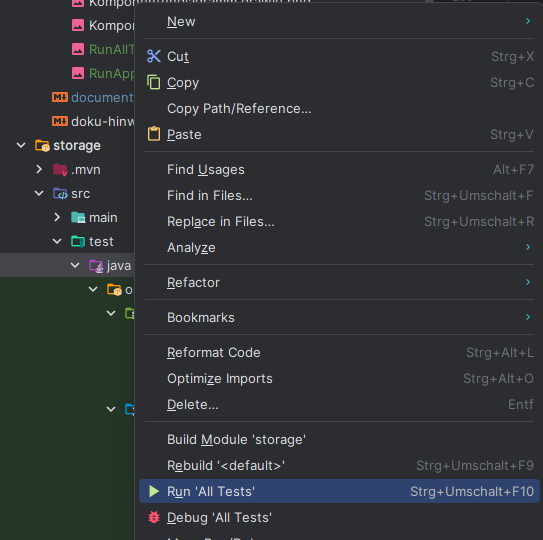 Komponentendiagramm.drawio.png
New
Kompon
Cut Strg+X
RunAllT
Copy Strg+C
RunApp
Copy Path/Reference...
document
Paste Strg+V
doku-hinw
storage
Find Usages Alt+F7
.mvn
Find in Files... Strg+Umschalt+F
src
Replace in Files... Strg+Umschalt+R
main
Analyze
test
java
Refactor
o
Bookmarks
Reformat Code Strg+Alt+L
Optimize Imports Strg+Alt+O
Delete... Entf
Build Module 'storage'
Rebuild '<default>' Strg+Umschalt+F9
Run 'All Tests' Strg+Umschalt+F10
Debug 'All Tests'